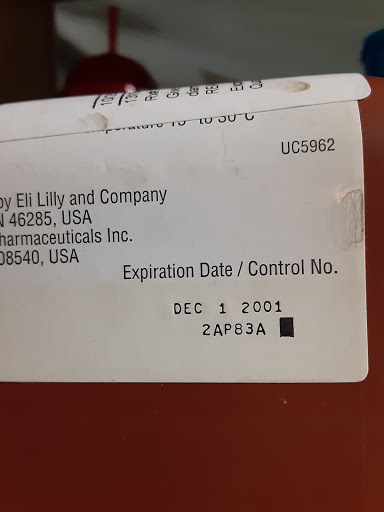 UC5962
by Eli Lilly and Company
N 46285, USA
harmaceuticals Inc.
08540, USA
Expiration Date / Control No.
DEC 1 2001
2AP83A